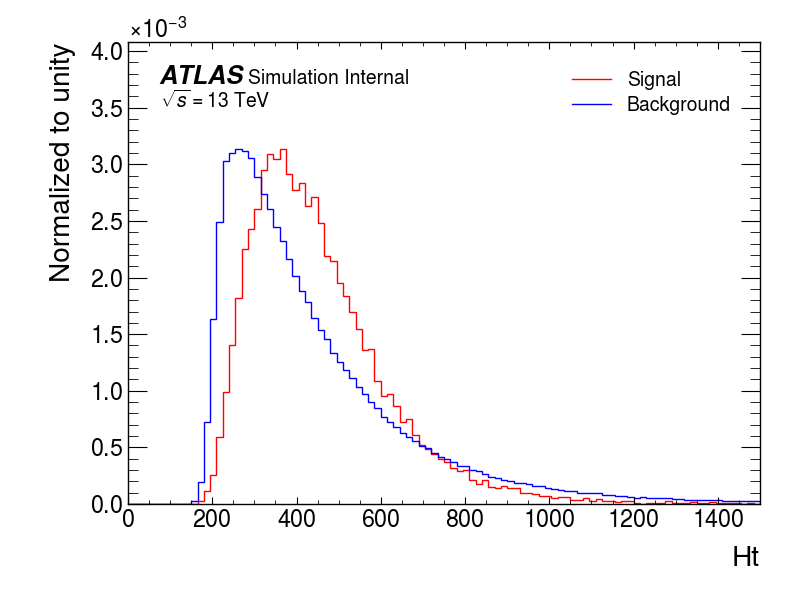 ×10⁻³
ATLAS Simulation Internal
√s = 13 TeV
Signal
Background
Normalized to unity
4.0
3.5
3.0
2.5
2.0
1.5
1.0
0.5
0.0
0 200 400 600 800 1000 1200 1400
Ht